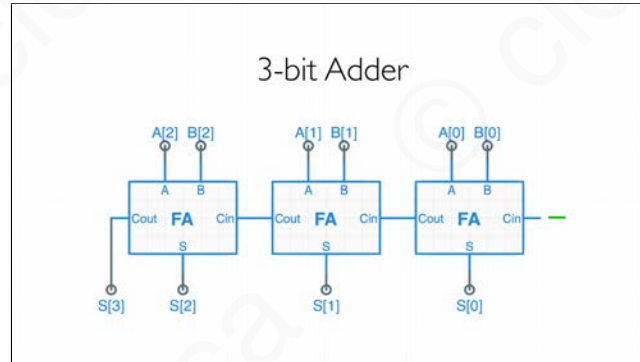 3-bit Adder
A[2] B[2] A[1] B[1] A[0] B[0]
A B A B A B
Cout FA Cin Cout FA Cin Cout FA Cin
S S S
S[3] S[2] S[1] S[0]